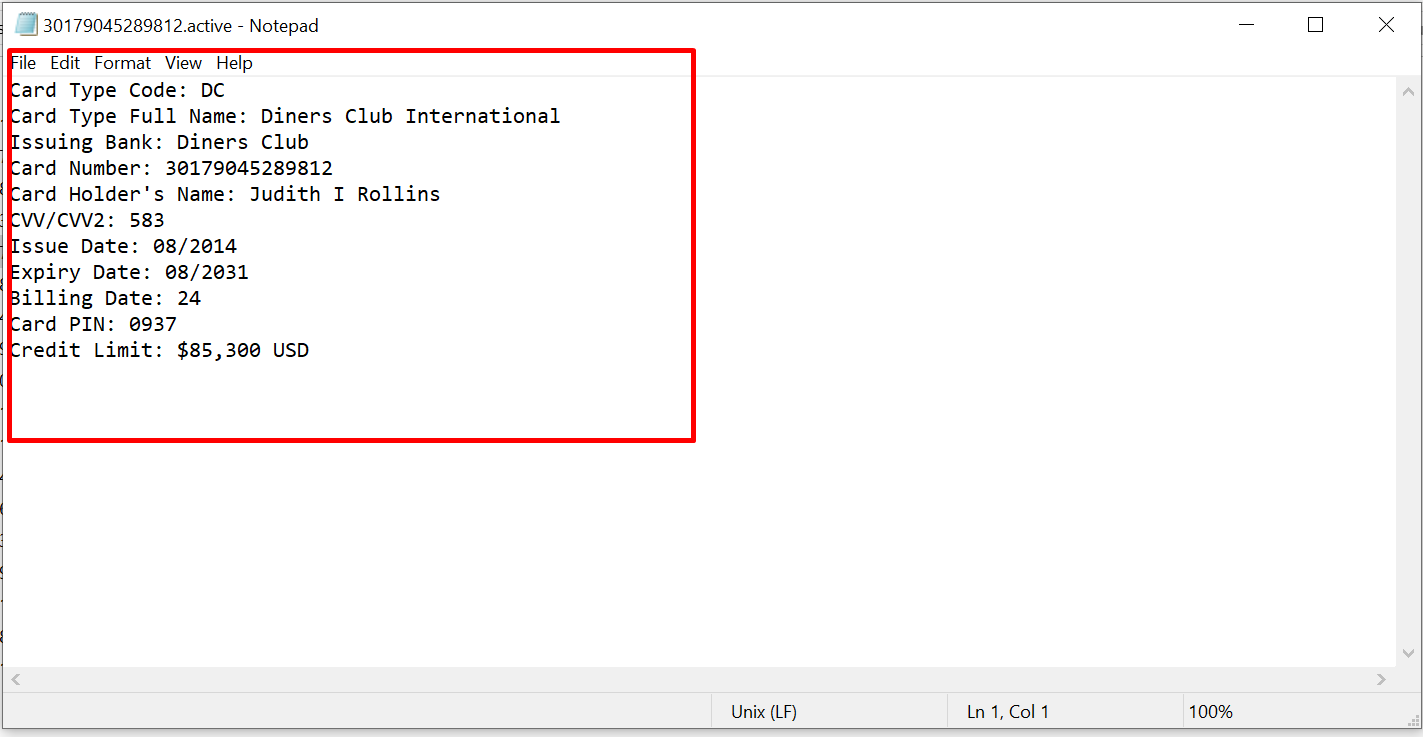 30179045289812.active - Notepad
File Edit Format View Help
Card Type Code: DC
Card Type Full Name: Diners Club International
Issuing Bank: Diners Club
Card Number: 30179045289812
Card Holder's Name: Judith I Rollins
CVV/CVV2: 583
Issue Date: 08/2014
Expiry Date: 08/2031
Billing Date: 24
Card PIN: 0937
Credit Limit: $85,300 USD
Unix (LF) Ln 1, Col 1 100%